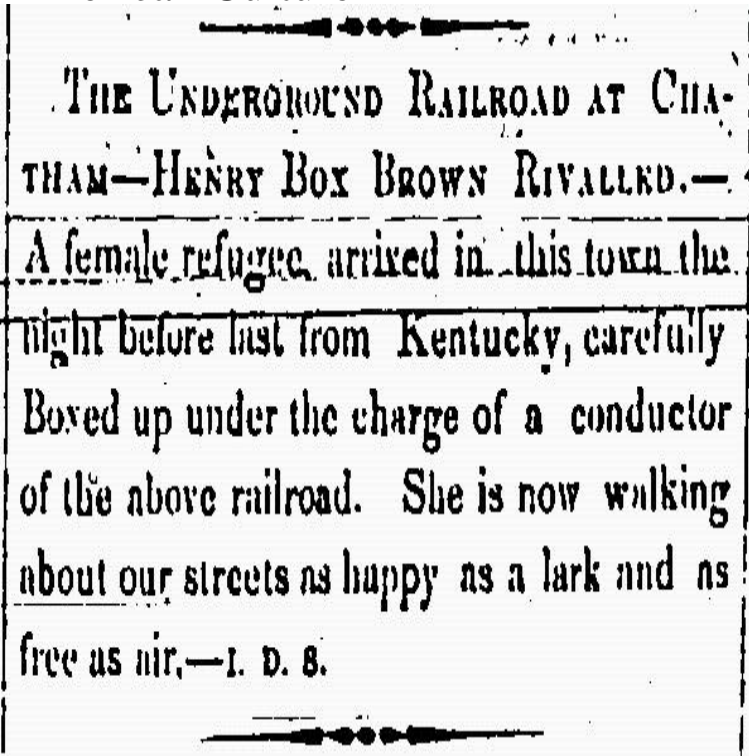 THE UNDERGROUND RAILROAD AT CHA-
THAM—HENRY BOX BROWN RIVALLED.—
A female refugee arrived in this town the
night before last from Kentucky, carefully
Boxed up under the charge of a conductor
of the above railroad. She is now walking
about our streets as happy as a lark and as
free as air.—I. D. S.